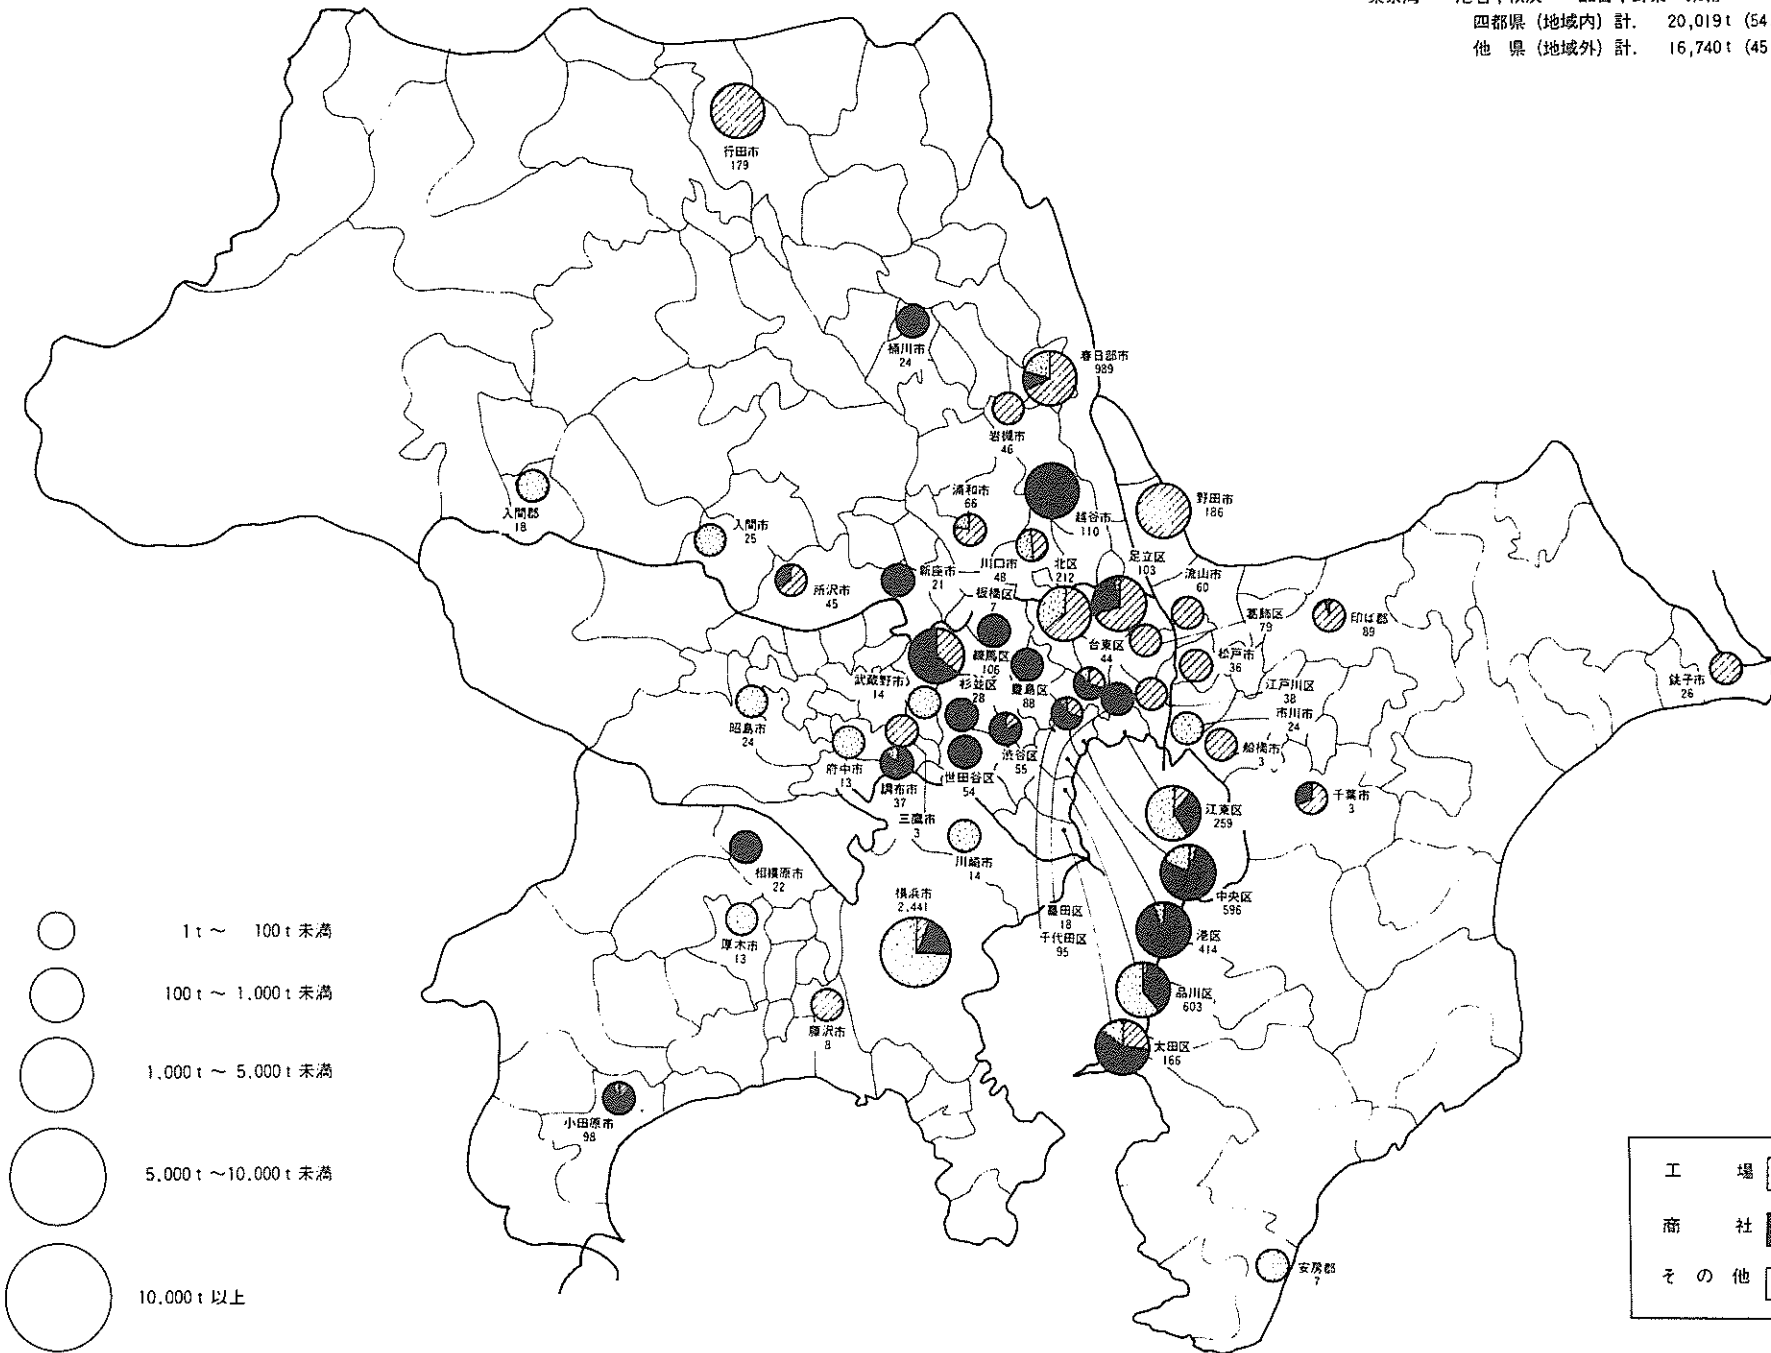 四都県 (地域内) 計. 20,019t (54
他 県 (地域外) 計. 16,740t (45
行田市
179
桶川市
24
春日部市
989
岩槻市
46
入間郡
18
浦和市
66
越谷市
110
野田市
186
入間市
25
川口市
48
北区
212
足立区
103
流山市
60
所沢市
45
新座市
21
板橋区
7
葛飾区
79
印ば郡
89
台東区
44
松戸市
36
練馬区
106
豊島区
88
武蔵野市
14
杉並区
28
江戸川区
38
銚子市
26
市川市
24
昭島市
24
船橋市
3
府中市
13
渋谷区
55
世田谷区
54
調布市
37
千葉市
3
江東区
259
三鷹市
3
川崎市
14
相模原市
22
横浜市
2,441
中央区
596
墨田区
18
千代田区
95
港区
414
厚木市
13
品川区
603
藤沢市
8
太田区
166
小田原市
98
安房郡
7
1t～ 100t未満
100t～1,000t未満
1,000t～5,000t未満
5,000t～10,000t未満
10,000t以上
工 場
商 社
そ の 他